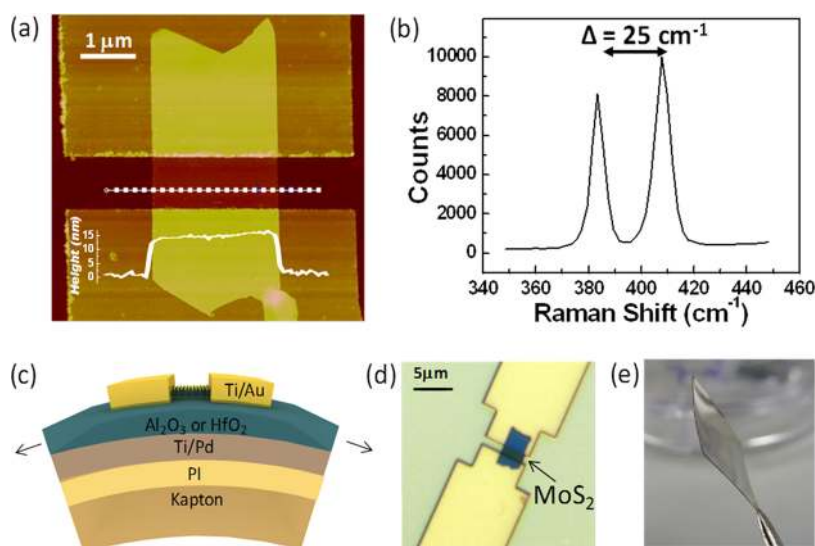 (a)
1 μm
Height (nm)
15
10
5
0
(b)
Δ = 25 cm⁻¹
Counts
10000
8000
6000
4000
2000
0
340 360 380 400 420 440 460
Raman Shift (cm⁻¹)
(c)
Ti/Au
Al₂O₃ or HfO₂
Ti/Pd
PI
Kapton
(d)
5μm
MoS₂
(e)